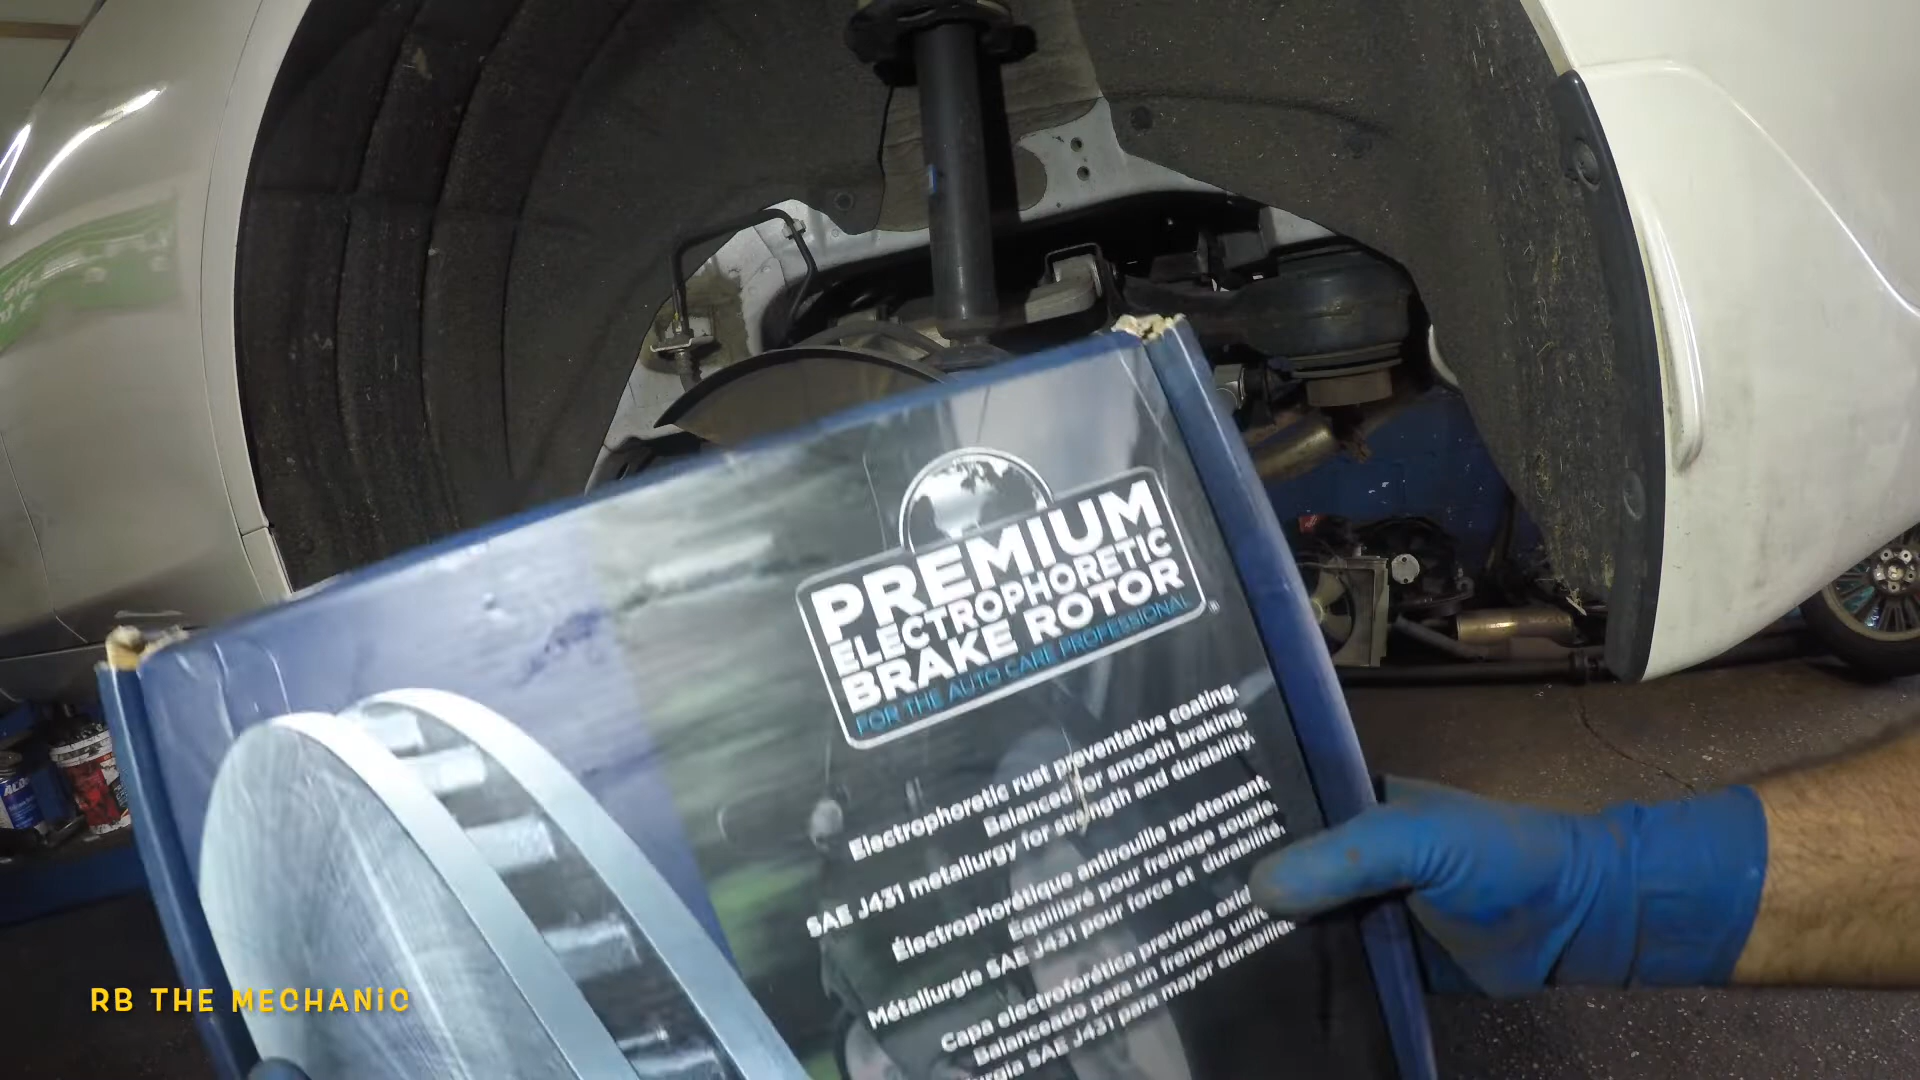 PREMIUM
ELECTROPHORETIC
BRAKE ROTOR
FOR THE AUTO CARE PROFESSIONAL
Electrophoretic rust preventative coating.
Balanced for smooth braking.
SAE J431 metallurgy for strength and durability.
Électrophorétique antirouille revêtement
Équilibré pour freinage souple.
Métallurgie SAE J431 pour force et durabilité.
Capa electroforética previene
Balanceado para un frenado
SAE J431 para mayor
RB THE MECHANIC